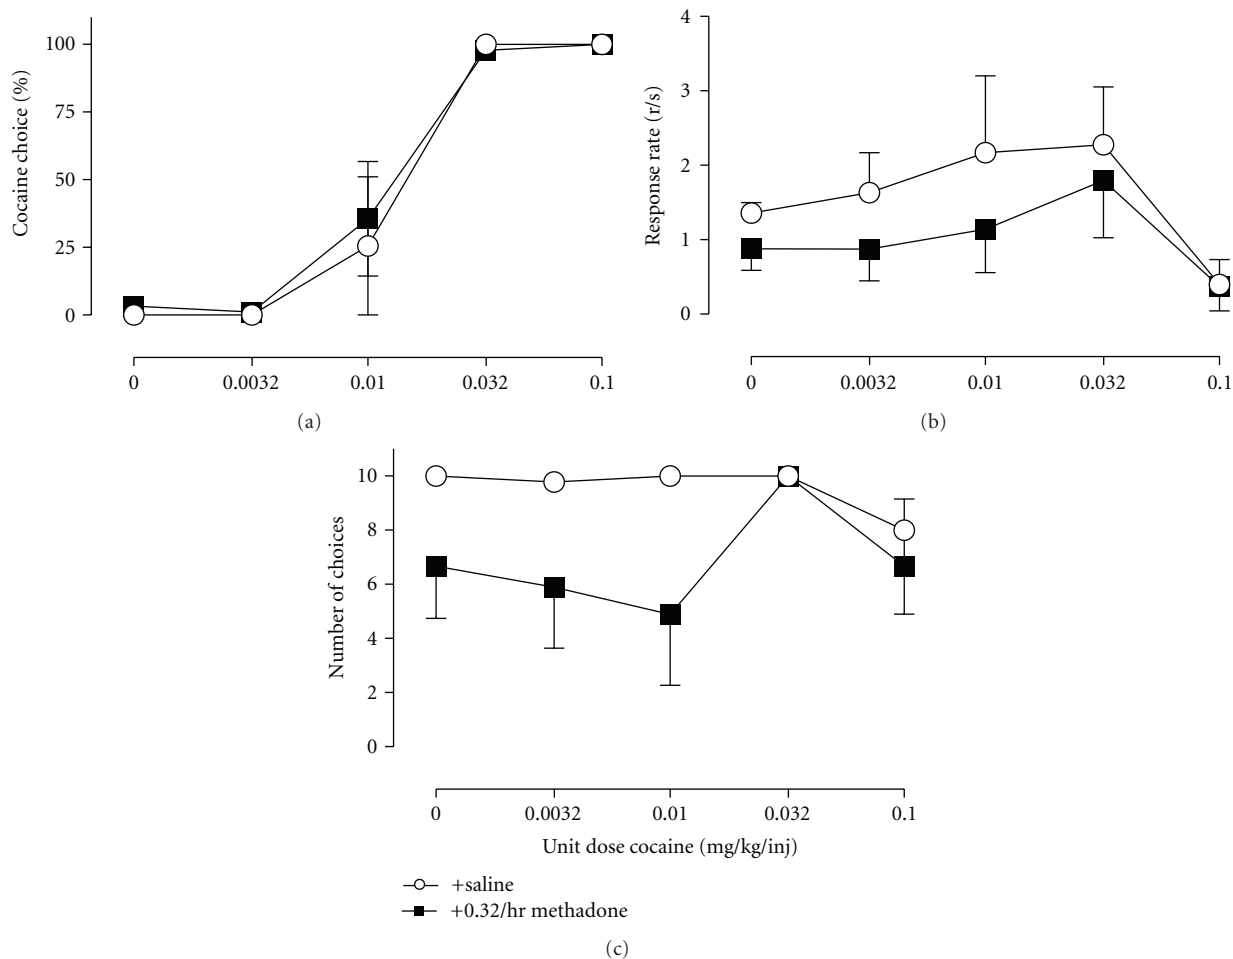 Cocaine choice (%)
100
75
50
25
0
0 0.0032 0.01 0.032 0.1
(a)
Response rate (r/s)
4
3
2
1
0
0 0.0032 0.01 0.032 0.1
(b)
Number of choices
10
8
6
4
2
0
0 0.0032 0.01 0.032 0.1
Unit dose cocaine (mg/kg/inj)
+saline
+0.32/hr methadone
(c)